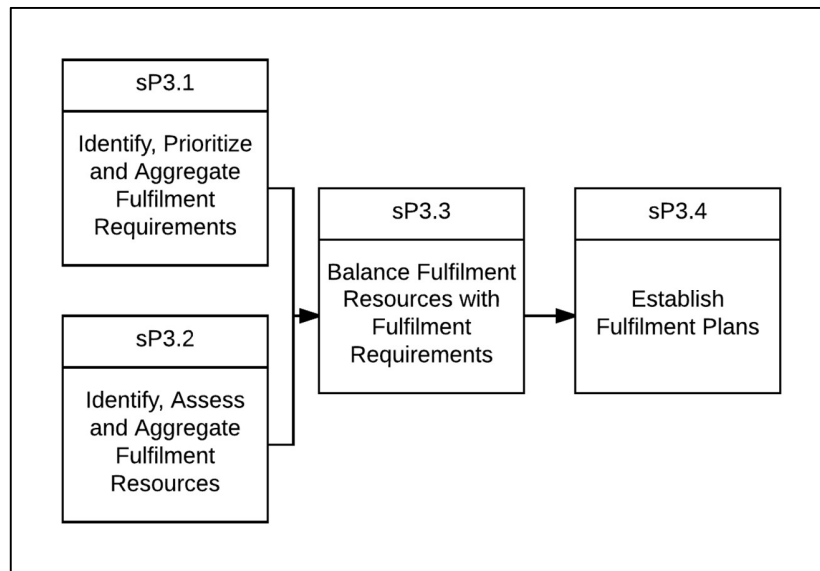 sP3.1
Identify, Prioritize
and Aggregate
Fulfilment
Requirements
sP3.2
Identify, Assess
and Aggregate
Fulfilment
Resources
sP3.3
Balance Fulfilment
Resources with
Fulfilment
Requirements
sP3.4
Establish
Fulfilment Plans